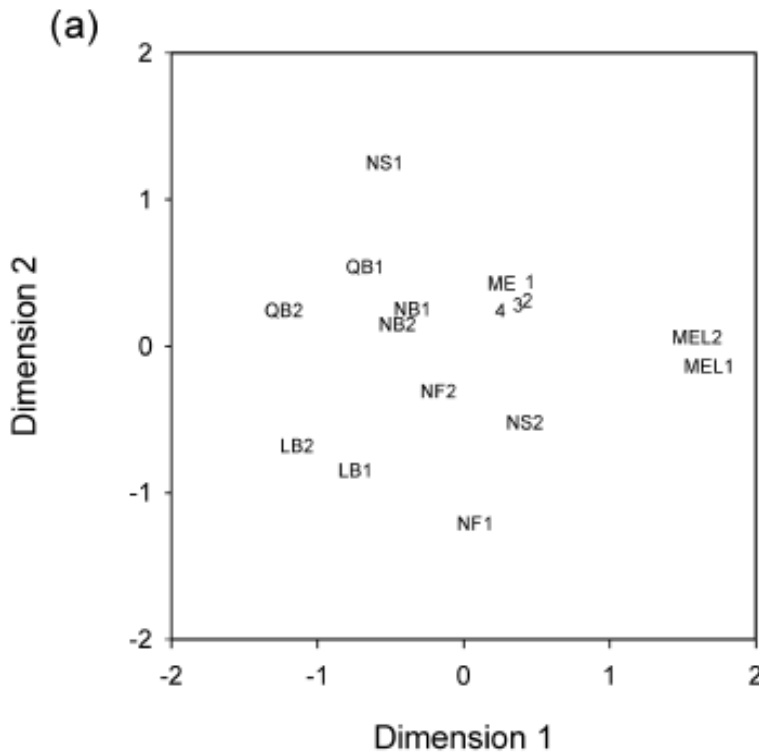 (a)
2
NS1
1
QB1
ME 1
QB2
NB1
4 32
NB2
MEL2
0
MEL1
NF2
NS2
LB2
LB1
-1
NF1
-2
-2 -1 0 1 2
Dimension 1
Dimension 2